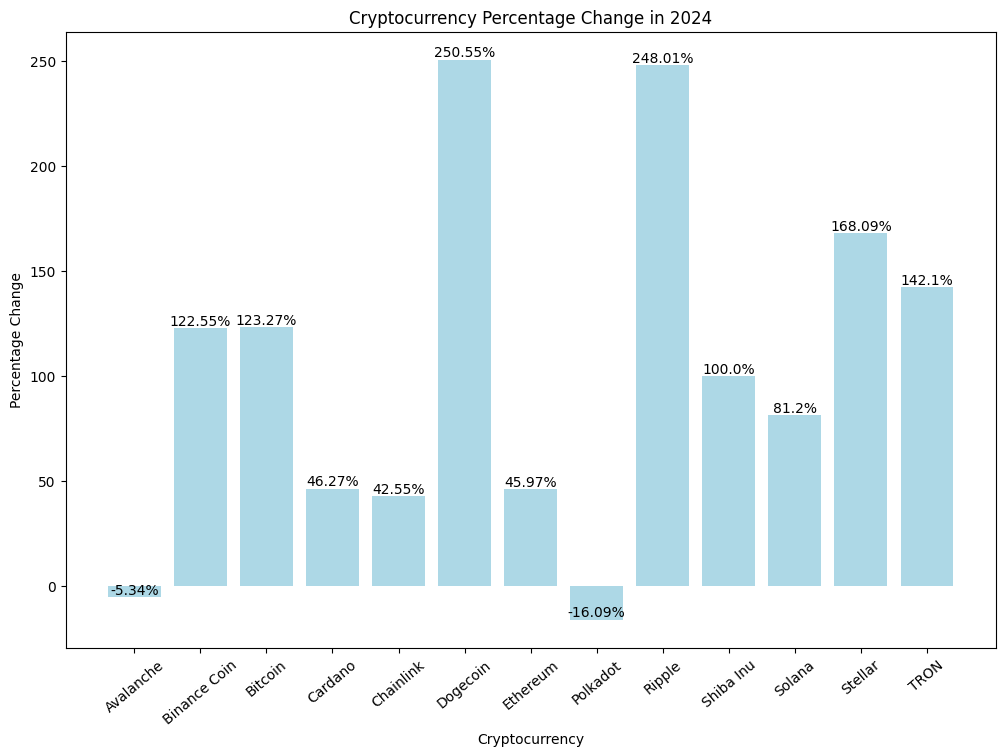 Cryptocurrency Percentage Change in 2024
Percentage Change
250
200
150
100
50
0
-5.34%
122.55%
123.27%
46.27%
42.55%
250.55%
45.97%
-16.09%
248.01%
100.0%
81.2%
168.09%
142.1%
Avalanche
Binance Coin
Bitcoin
Cardano
Chainlink
Dogecoin
Ethereum
Polkadot
Ripple
Shiba Inu
Solana
Stellar
TRON
Cryptocurrency